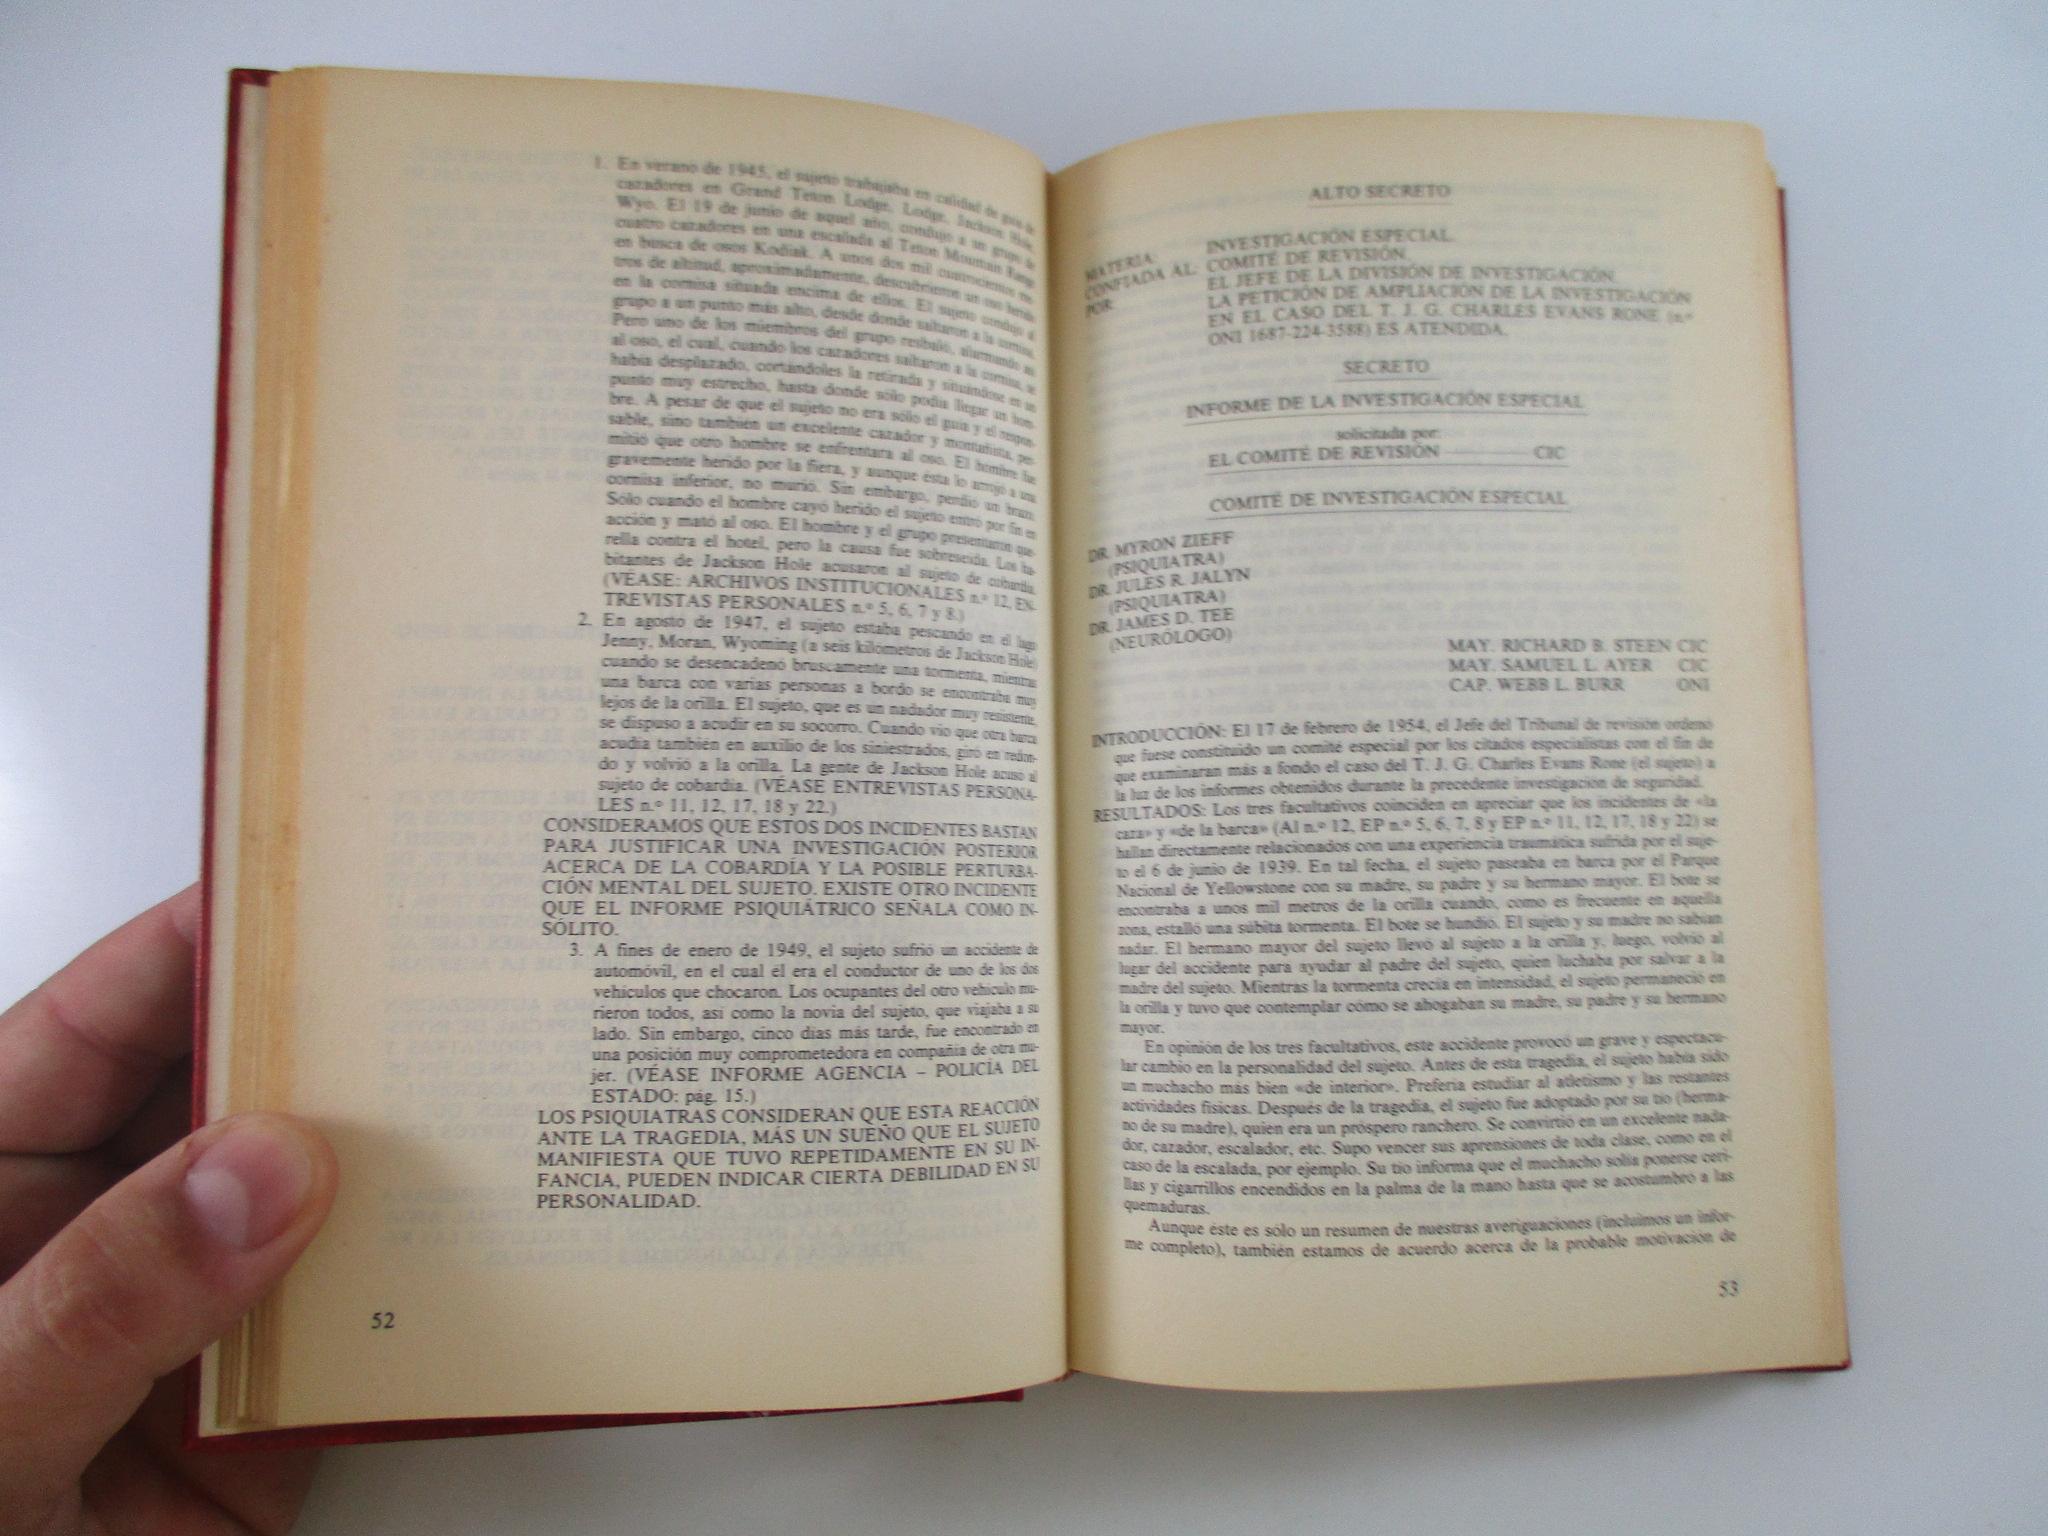 1. En verano de 1945, el sujeto trabajaba en calidad de guía de
cazadores en Grand Teton Lodge, Lodge, Jackson Hole,
Wyo. El 19 de junio de aquel año, condujo a un grupo de
cuatro cazadores en una escalada al Teton Mountain Range
en busca de osos Kodiak. A unos dos mil cuatrocientos me-
tros de altitud, aproximadamente, descubrieron un oso herido
en la cornisa situada encima de ellos. El sujeto condujo al
grupo a un punto más alto, desde donde saltaron a la cornisa.
Pero uno de los miembros del grupo resbaló, alarmando así
al oso, el cual, cuando los cazadores saltaron a la cornisa, se
había desplazado, cortándoles la retirada y situándose en un
punto muy estrecho, hasta donde sólo podía llegar un hom-
bre. A pesar de que el sujeto no era sólo el guía y el respon-
sable, sino también un excelente cazador y montañista, per-
mitió que otro hombre se enfrentara al oso. El hombre fue
gravemente herido por la fiera, y aunque ésta lo arrojó a una
cornisa inferior, no murió. Sin embargo, perdió un brazo.
Sólo cuando el hombre cayó herido el sujeto entró por fin en
acción y mató al oso. El hombre y el grupo presentaron que-
rella contra el hotel, pero la causa fue sobreseída. Los ha-
bitantes de Jackson Hole acusaron al sujeto de cobardía.
(VÉASE: ARCHIVOS INSTITUCIONALES n.º 12, EN-
TREVISTAS PERSONALES n.º 5, 6, 7 y 8.)
2. En agosto de 1947, el sujeto estaba pescando en el lago
Jenny, Moran, Wyoming (a seis kilómetros de Jackson Hole)
cuando se desencadenó bruscamente una tormenta, mientras
una barca con varias personas a bordo se encontraba muy
lejos de la orilla. El sujeto, que es un nadador muy resistente,
se dispuso a acudir en su socorro. Cuando vio que otra barca
acudía también en auxilio de los siniestrados, giró en redon-
do y volvió a la orilla. La gente de Jackson Hole acusó al
sujeto de cobardía. (VÉASE ENTREVISTAS PERSONA-
LES n.º 11, 12, 17, 18 y 22.)
CONSIDERAMOS QUE ESTOS DOS INCIDENTES BASTAN
PARA JUSTIFICAR UNA INVESTIGACIÓN POSTERIOR
ACERCA DE LA COBARDÍA Y LA POSIBLE PERTURBA-
CIÓN MENTAL DEL SUJETO. EXISTE OTRO INCIDENTE
QUE EL INFORME PSIQUIÁTRICO SEÑALA COMO IN-
SÓLITO.
3. A fines de enero de 1949, el sujeto sufrió un accidente de
automóvil, en el cual él era el conductor de uno de los dos
vehículos que chocaron. Los ocupantes del otro vehículo mu-
rieron todos, así como la novia del sujeto, que viajaba a su
lado. Sin embargo, cinco días más tarde, fue encontrado en
una posición muy comprometedora en compañía de otra mu-
jer. (VÉASE INFORME AGENCIA – POLICÍA DEL
ESTADO: pág. 15.)
LOS PSIQUIATRAS CONSIDERAN QUE ESTA REACCIÓN
ANTE LA TRAGEDIA, MÁS UN SUEÑO QUE EL SUJETO
MANIFIESTA QUE TUVO REPETIDAMENTE EN SU IN-
FANCIA, PUEDEN INDICAR CIERTA DEBILIDAD EN SU
PERSONALIDAD.
52
ALTO SECRETO
MATERIA: INVESTIGACIÓN ESPECIAL.
CONFIADA AL: COMITÉ DE REVISIÓN.
POR: EL JEFE DE LA DIVISIÓN DE INVESTIGACIÓN.
LA PETICIÓN DE AMPLIACIÓN DE LA INVESTIGACIÓN
EN EL CASO DEL T. J. G. CHARLES EVANS RONE (n.º
ONI 1687-224-3588) ES ATENDIDA.
SECRETO
INFORME DE LA INVESTIGACIÓN ESPECIAL
solicitada por:
EL COMITÉ DE REVISIÓN ———— CIC
COMITÉ DE INVESTIGACIÓN ESPECIAL
DR. MYRON ZIEFF
(PSIQUIATRA)
DR. JULES R. JALYN
(PSIQUIATRA)
DR. JAMES D. TEE
(NEURÓLOGO)
MAY. RICHARD B. STEEN CIC
MAY. SAMUEL L. AYER CIC
CAP. WEBB L. BURR ONI
INTRODUCCIÓN: El 17 de febrero de 1954, el Jefe del Tribunal de revisión ordenó
que fuese constituido un comité especial por los citados especialistas con el fin de
que examinaran más a fondo el caso del T. J. G. Charles Evans Rone (el sujeto) a
la luz de los informes obtenidos durante la precedente investigación de seguridad.
RESULTADOS: Los tres facultativos coinciden en apreciar que los incidentes de «la
caza» y «de la barca» (AI n.º 12, EP n.º 5, 6, 7, 8 y EP n.º 11, 12, 17, 18 y 22) se
hallan directamente relacionados con una experiencia traumática sufrida por el suje-
to el 6 de junio de 1939. En tal fecha, el sujeto paseaba en barca por el Parque
Nacional de Yellowstone con su madre, su padre y su hermano mayor. El bote se
encontraba a unos mil metros de la orilla cuando, como es frecuente en aquella
zona, estalló una súbita tormenta. El bote se hundió. El sujeto y su madre no sabían
nadar. El hermano mayor del sujeto llevó al sujeto a la orilla y, luego, volvió al
lugar del accidente para ayudar al padre del sujeto, quien luchaba por salvar a la
madre del sujeto. Mientras la tormenta crecía en intensidad, el sujeto permaneció en
la orilla y tuvo que contemplar cómo se ahogaban su madre, su padre y su hermano
mayor.
En opinión de los tres facultativos, este accidente provocó un grave y espectacu-
lar cambio en la personalidad del sujeto. Antes de esta tragedia, el sujeto había sido
un muchacho más bien «de interior». Prefería estudiar al atletismo y las restantes
actividades físicas. Después de la tragedia, el sujeto fue adoptado por su tío (herma-
no de su madre), quien era un próspero ranchero. Se convirtió en un excelente nada-
dor, cazador, escalador, etc. Supo vencer sus aprensiones de toda clase, como en el
caso de la escalada, por ejemplo. Su tío informa que el muchacho solía ponerse ceri-
llas y cigarrillos encendidos en la palma de la mano hasta que se acostumbró a las
quemaduras.
Aunque éste es sólo un resumen de nuestras averiguaciones (incluimos un infor-
me completo), también estamos de acuerdo acerca de la probable motivación de
53